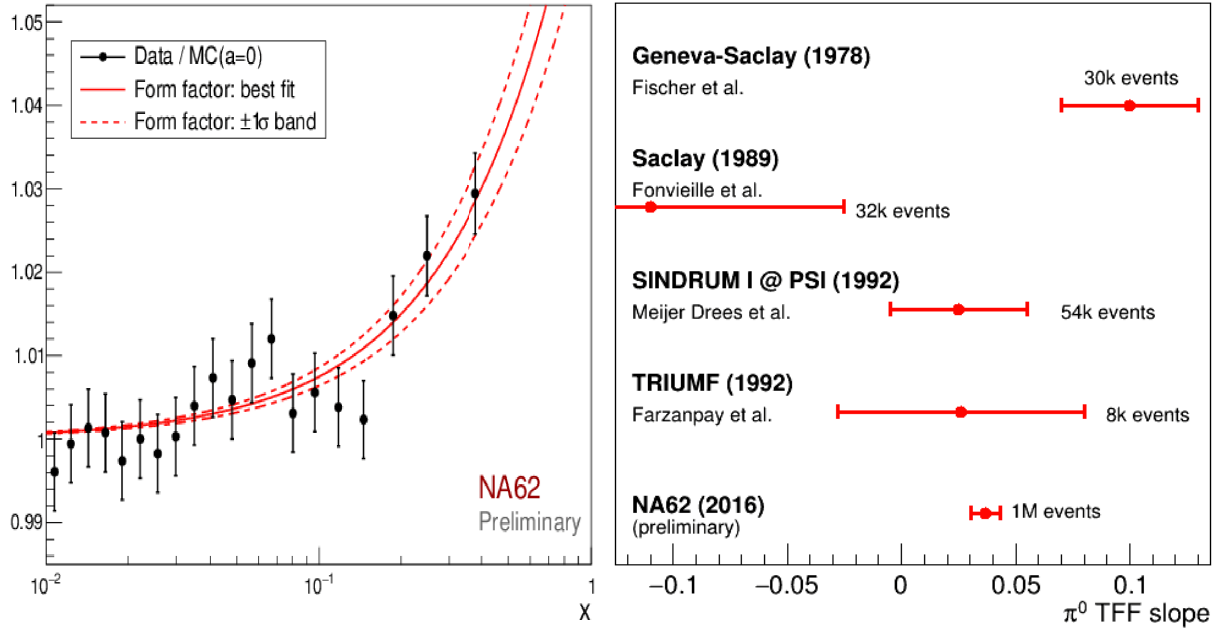 1.05
1.04
1.03
1.02
1.01
1
0.99
Data / MC(a=0)
Form factor: best fit
Form factor: ±1σ band
NA62
Preliminary
10⁻²
10⁻¹
1
x
Geneva-Saclay (1978)
Fischer et al.
30k events
Saclay (1989)
Fonvieille et al.
32k events
SINDRUM I @ PSI (1992)
Meijer Drees et al.
54k events
TRIUMF (1992)
Farzanpay et al.
8k events
NA62 (2016)
(preliminary)
1M events
−0.1
−0.05
0
0.05
0.1
π⁰ TFF slope